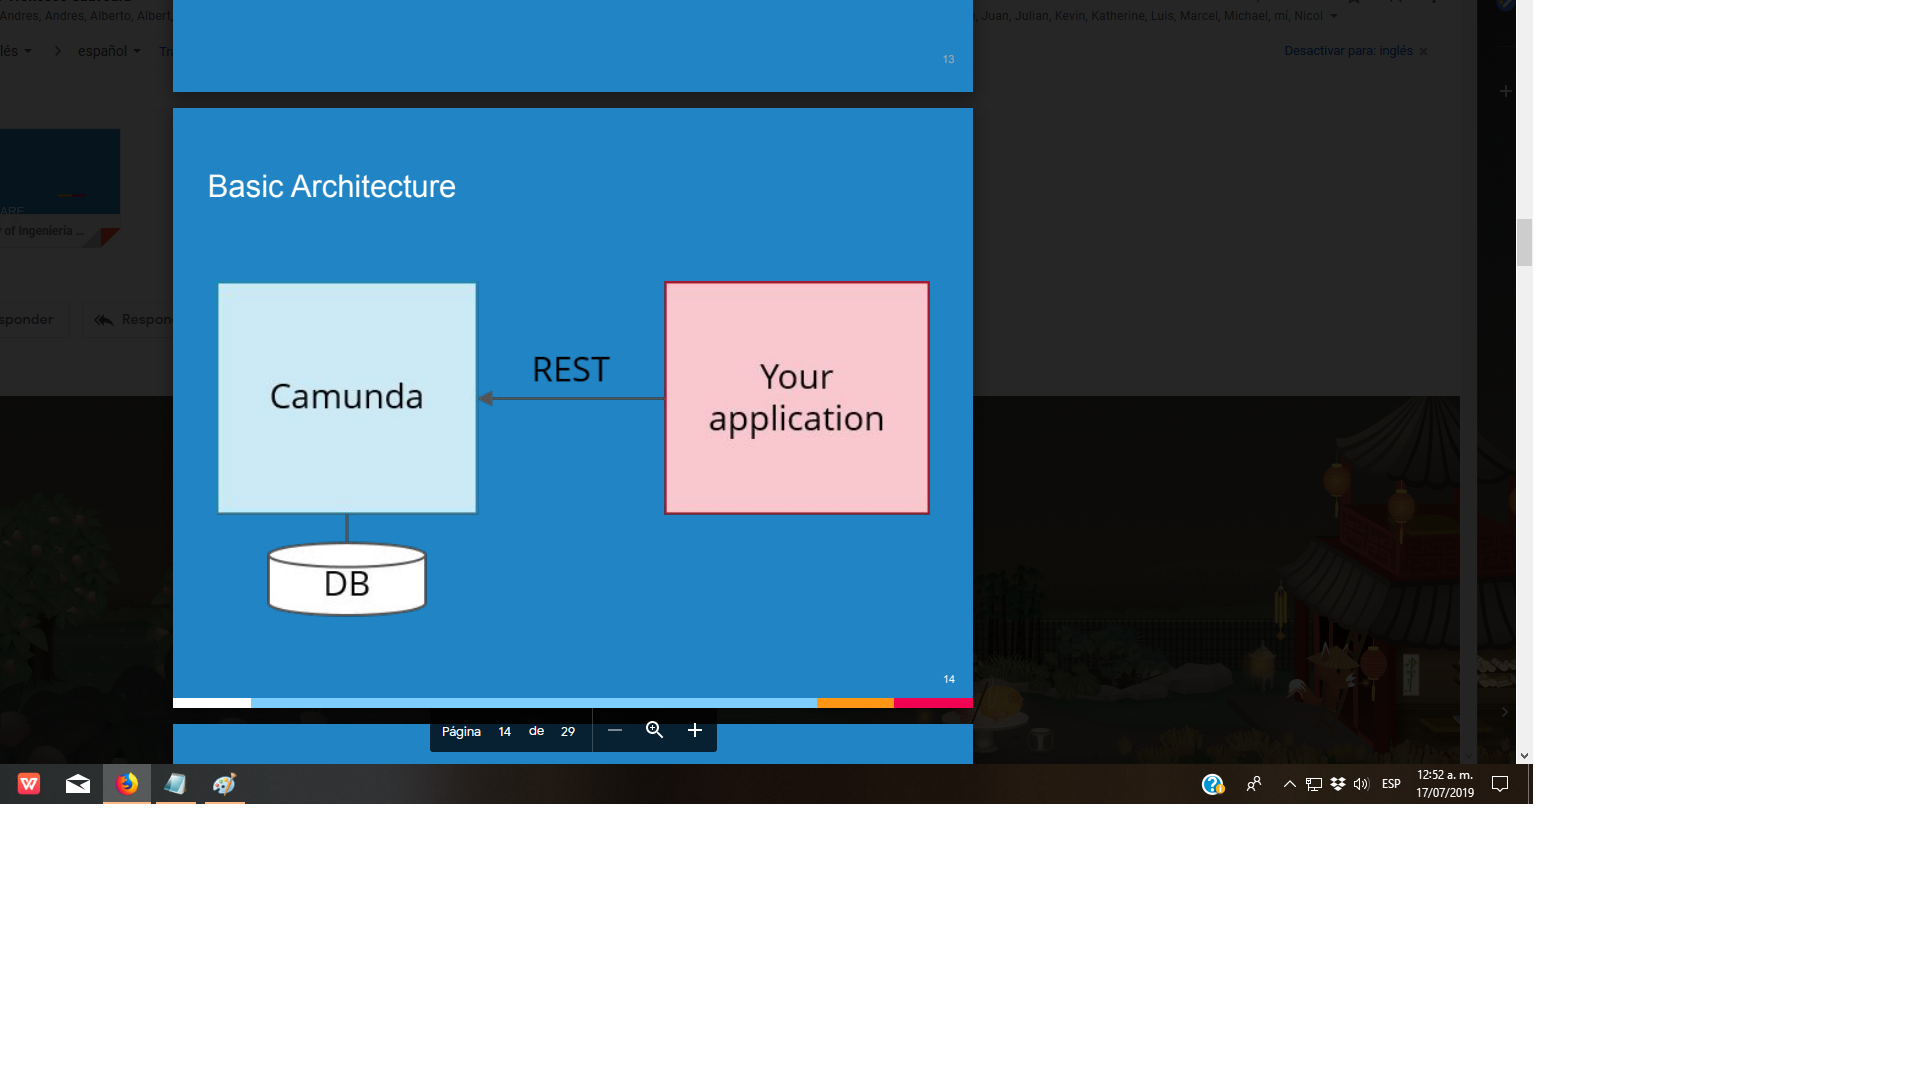 Andres, Andres, Alberto, Albert,
Juan, Julian, Kevin, Katherine, Luis, Marcel, Michael, mí, Nicol
lés > español
Desactivar para: inglés ×
13
ARE
of Ingeniería ...
Basic Architecture
sponder
Respon
Camunda
REST
Your
application
DB
14
Página 14 de 29
ESP
12:52 a. m.
17/07/2019